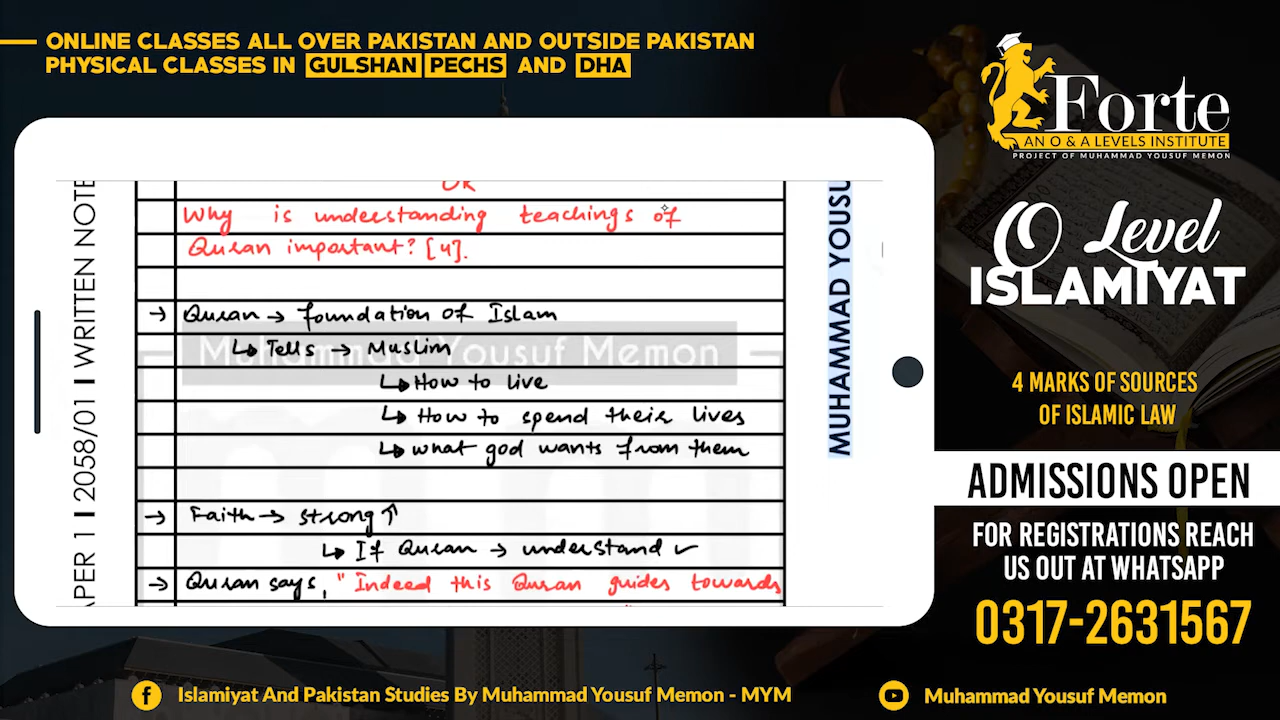 ONLINE CLASSES ALL OVER PAKISTAN AND OUTSIDE PAKISTAN
PHYSICAL CLASSES IN GULSHAN PECHS AND DHA
Forte
AN O & A LEVELS INSTITUTE
PROJECT OF MUHAMMAD YOUSUF MEMON
O Level
ISLAMIYAT
4 MARKS OF SOURCES
OF ISLAMIC LAW
ADMISSIONS OPEN
FOR REGISTRATIONS REACH
US OUT AT WHATSAPP
0317-2631567
APER 1 I 2058/01 I WRITTEN NOTE
MUHAMMAD YOUSU
OR
Why is understanding teachings of
Quran important? [4].
→ Quran → foundation of Islam
↳ Tells → Muslim
↳ How to live
↳ How to spend their lives
↳ what god wants from them
→ Faith → strong ↑
↳ If Quran → understand ✓
→ Quran says, "Indeed this Quran guides towards
Muhammad Yousuf Memon
Islamiyat And Pakistan Studies By Muhammad Yousuf Memon - MYM
Muhammad Yousuf Memon